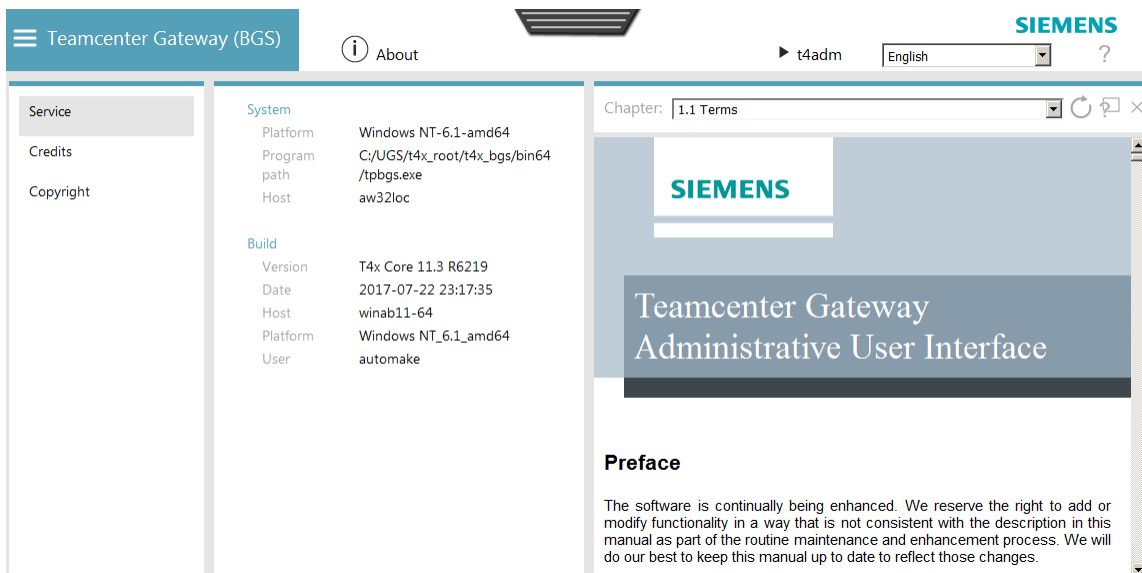 Teamcenter Gateway (BGS)
i About
t4adm
English
SIEMENS
?
Service
Credits
Copyright
System
Platform Windows NT-6.1-amd64
Program path C:/UGS/t4x_root/t4x_bgs/bin64
/tpbgs.exe
Host aw32loc
Build
Version T4x Core 11.3 R6219
Date 2017-07-22 23:17:35
Host winab11-64
Platform Windows NT_6.1_amd64
User automake
Chapter: 1.1 Terms
?
SIEMENS
Teamcenter Gateway
Administrative User Interface
Preface
The software is continually being enhanced. We reserve the right to add or
modify functionality in a way that is not consistent with the description in this
manual as part of the routine maintenance and enhancement process. We will
do our best to keep this manual up to date to reflect those changes.